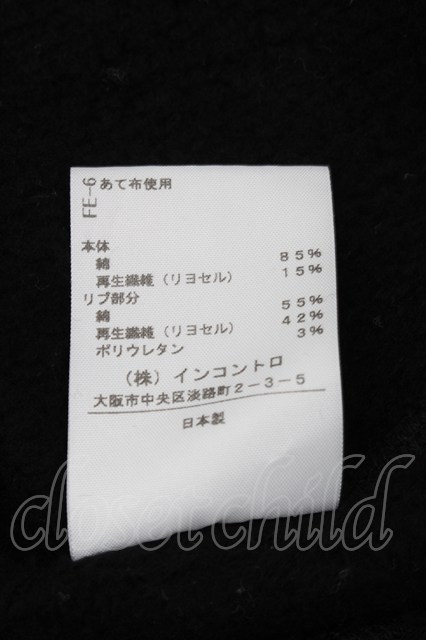 FE-6
あて布使用
本体
綿 85%
再生繊維（リヨセル） 15%
リブ部分
綿 55%
再生繊維（リヨセル） 42%
ポリウレタン 3%
（株）インコントロ
大阪市中央区淡路町2-3-5
日本製
closet child